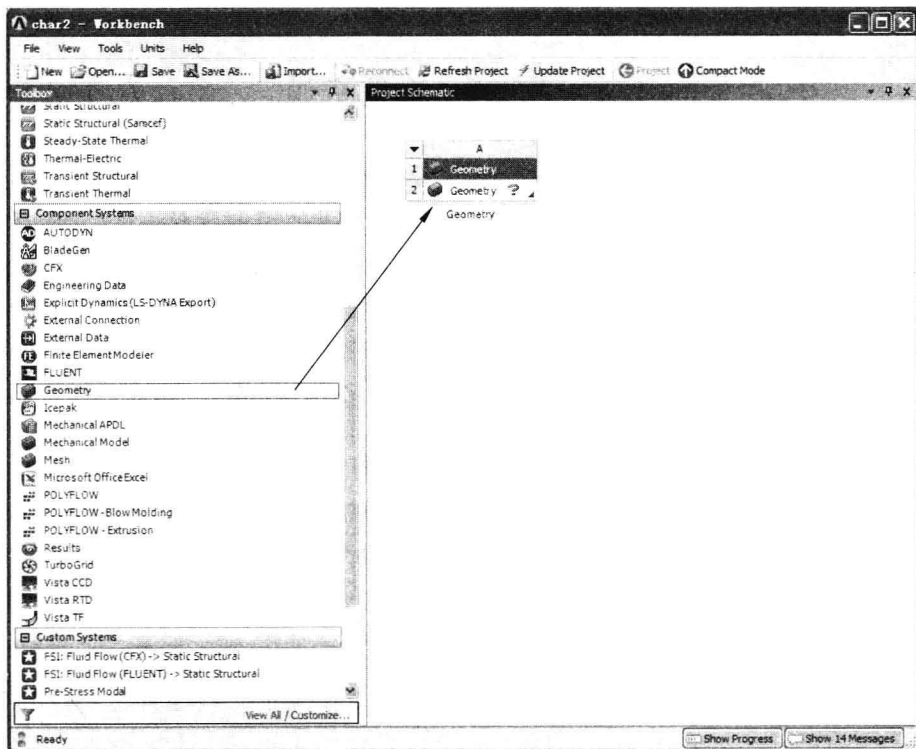 char2 - Workbench
File View Tools Units Help
New Open... Save Save As... Import... Reconnect Refresh Project Update Project Project Compact Mode
Toolbox
Project Schematic
Static Structural
Static Structural (Samcef)
Steady-State Thermal
Thermal-Electric
Transient Structural
Transient Thermal
Component Systems
AUTODYN
BladeGen
CFX
Engineering Data
Explicit Dynamics (LS-DYNA Export)
External Connection
External Data
Finite Element Modeler
FLUENT
Geometry
Icepak
Mechanical APDL
Mechanical Model
Mesh
Microsoft Office Excel
POLYFLOW
POLYFLOW - Blow Molding
POLYFLOW - Extrusion
Results
TurboGrid
Vista CCD
Vista RTD
Vista TF
Custom Systems
FSI: Fluid Flow (CFX) -> Static Structural
FSI: Fluid Flow (FLUENT) -> Static Structural
Pre-Stress Modal
View All / Customize...
A
1 Geometry
2 Geometry ?
Geometry
Ready
Show Progress
Show 14 Messages